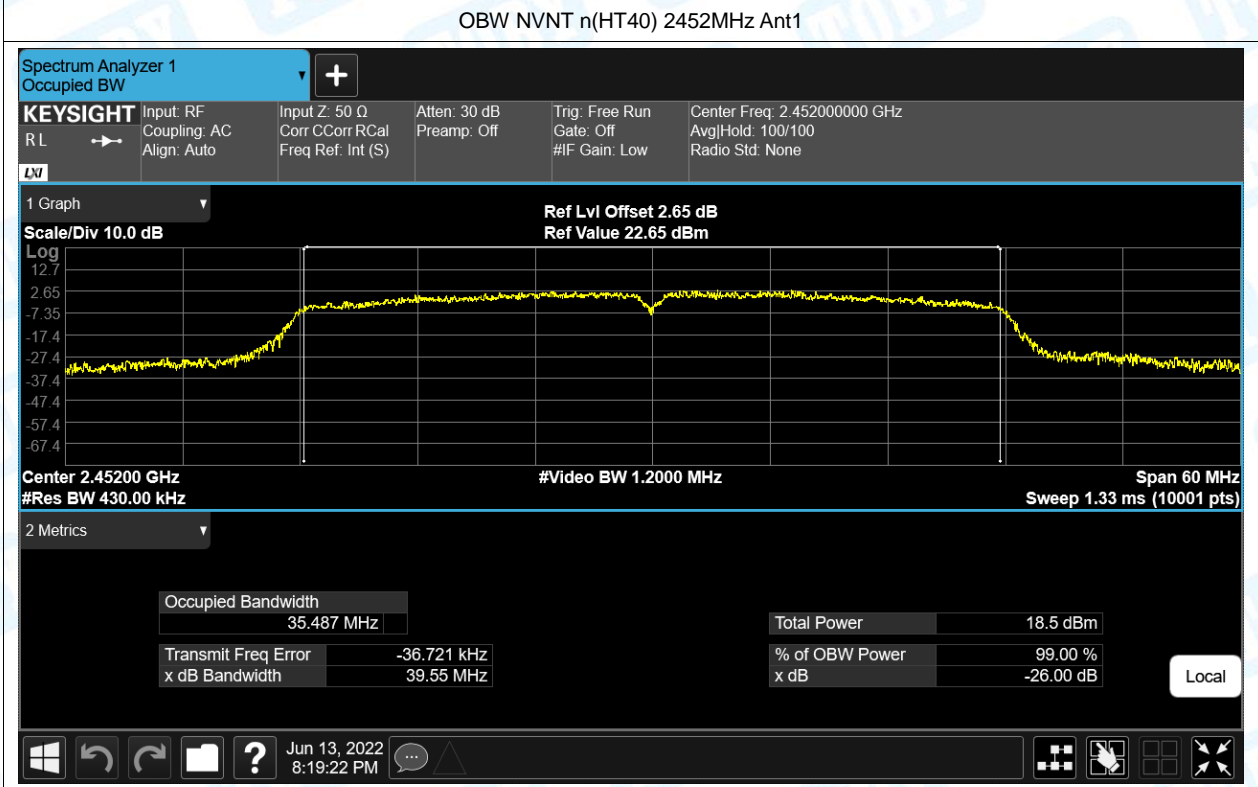 OBW NVNT n(HT40) 2452MHz Ant1
Spectrum Analyzer 1
Occupied BW
KEYSIGHT
R L
LXI
Input: RF
Coupling: AC
Align: Auto
Input Z: 50 Ω
Corr CCorr RCal
Freq Ref: Int (S)
Atten: 30 dB
Preamp: Off
Trig: Free Run
Gate: Off
#IF Gain: Low
Center Freq: 2.452000000 GHz
Avg|Hold: 100/100
Radio Std: None
1 Graph
Scale/Div 10.0 dB
Ref Lvl Offset 2.65 dB
Ref Value 22.65 dBm
Log
12.7
2.65
-7.35
-17.4
-27.4
-37.4
-47.4
-57.4
-67.4
Center 2.45200 GHz
#Video BW 1.2000 MHz
Span 60 MHz
#Res BW 430.00 kHz
Sweep 1.33 ms (10001 pts)
2 Metrics
Occupied Bandwidth
35.487 MHz
Total Power 18.5 dBm
Transmit Freq Error -36.721 kHz
% of OBW Power 99.00 %
x dB Bandwidth 39.55 MHz
x dB -26.00 dB
Local
?
Jun 13, 2022
8:19:22 PM